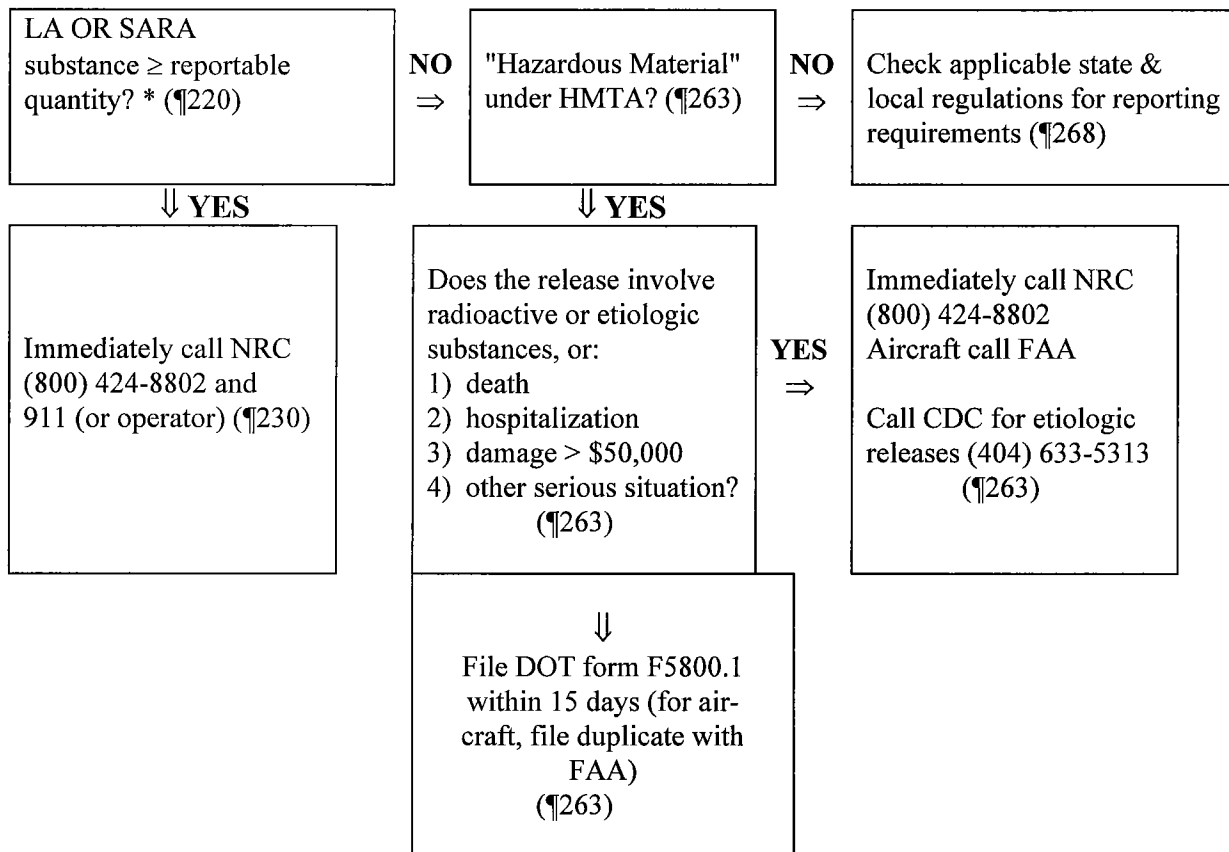 LA OR SARA
substance ≥ reportable
quantity? * (¶220)
NO
⇒
"Hazardous Material"
under HMTA? (¶263)
NO
⇒
Check applicable state &
local regulations for reporting
requirements (¶268)
⇓ YES
⇓ YES
Immediately call NRC
(800) 424-8802 and
911 (or operator) (¶230)
Does the release involve
radioactive or etiologic
substances, or:
1) death
2) hospitalization
3) damage > $50,000
4) other serious situation?
(¶263)
YES
⇒
Immediately call NRC
(800) 424-8802
Aircraft call FAA
Call CDC for etiologic
releases (404) 633-5313
(¶263)
⇓
File DOT form F5800.1
within 15 days (for air-
craft, file duplicate with
FAA)
(¶263)